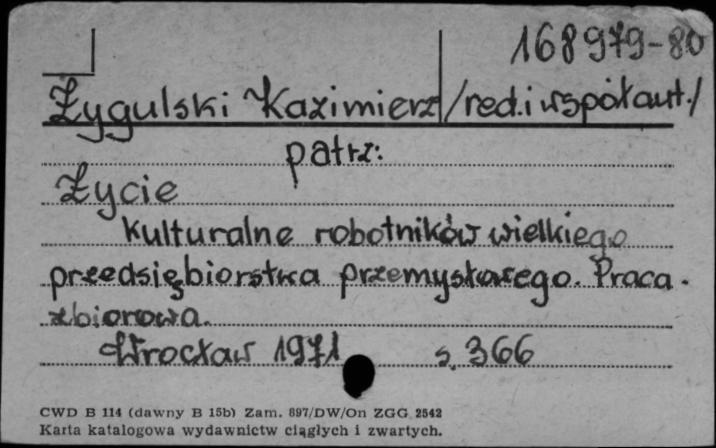 168979-80
Żygulski Kazimierz /red.i współaut./
patrz:
Życie
kulturalne robotników wielkiego
przedsiębiorstwa przemysłowego. Praca
zbiorowa.
Wrocław 1971 s. 366
CWD B 114 (dawny B 15b) Zam. 897/DW/On ZGG 2542
Karta katalogowa wydawnictw ciągłych i zwartych.